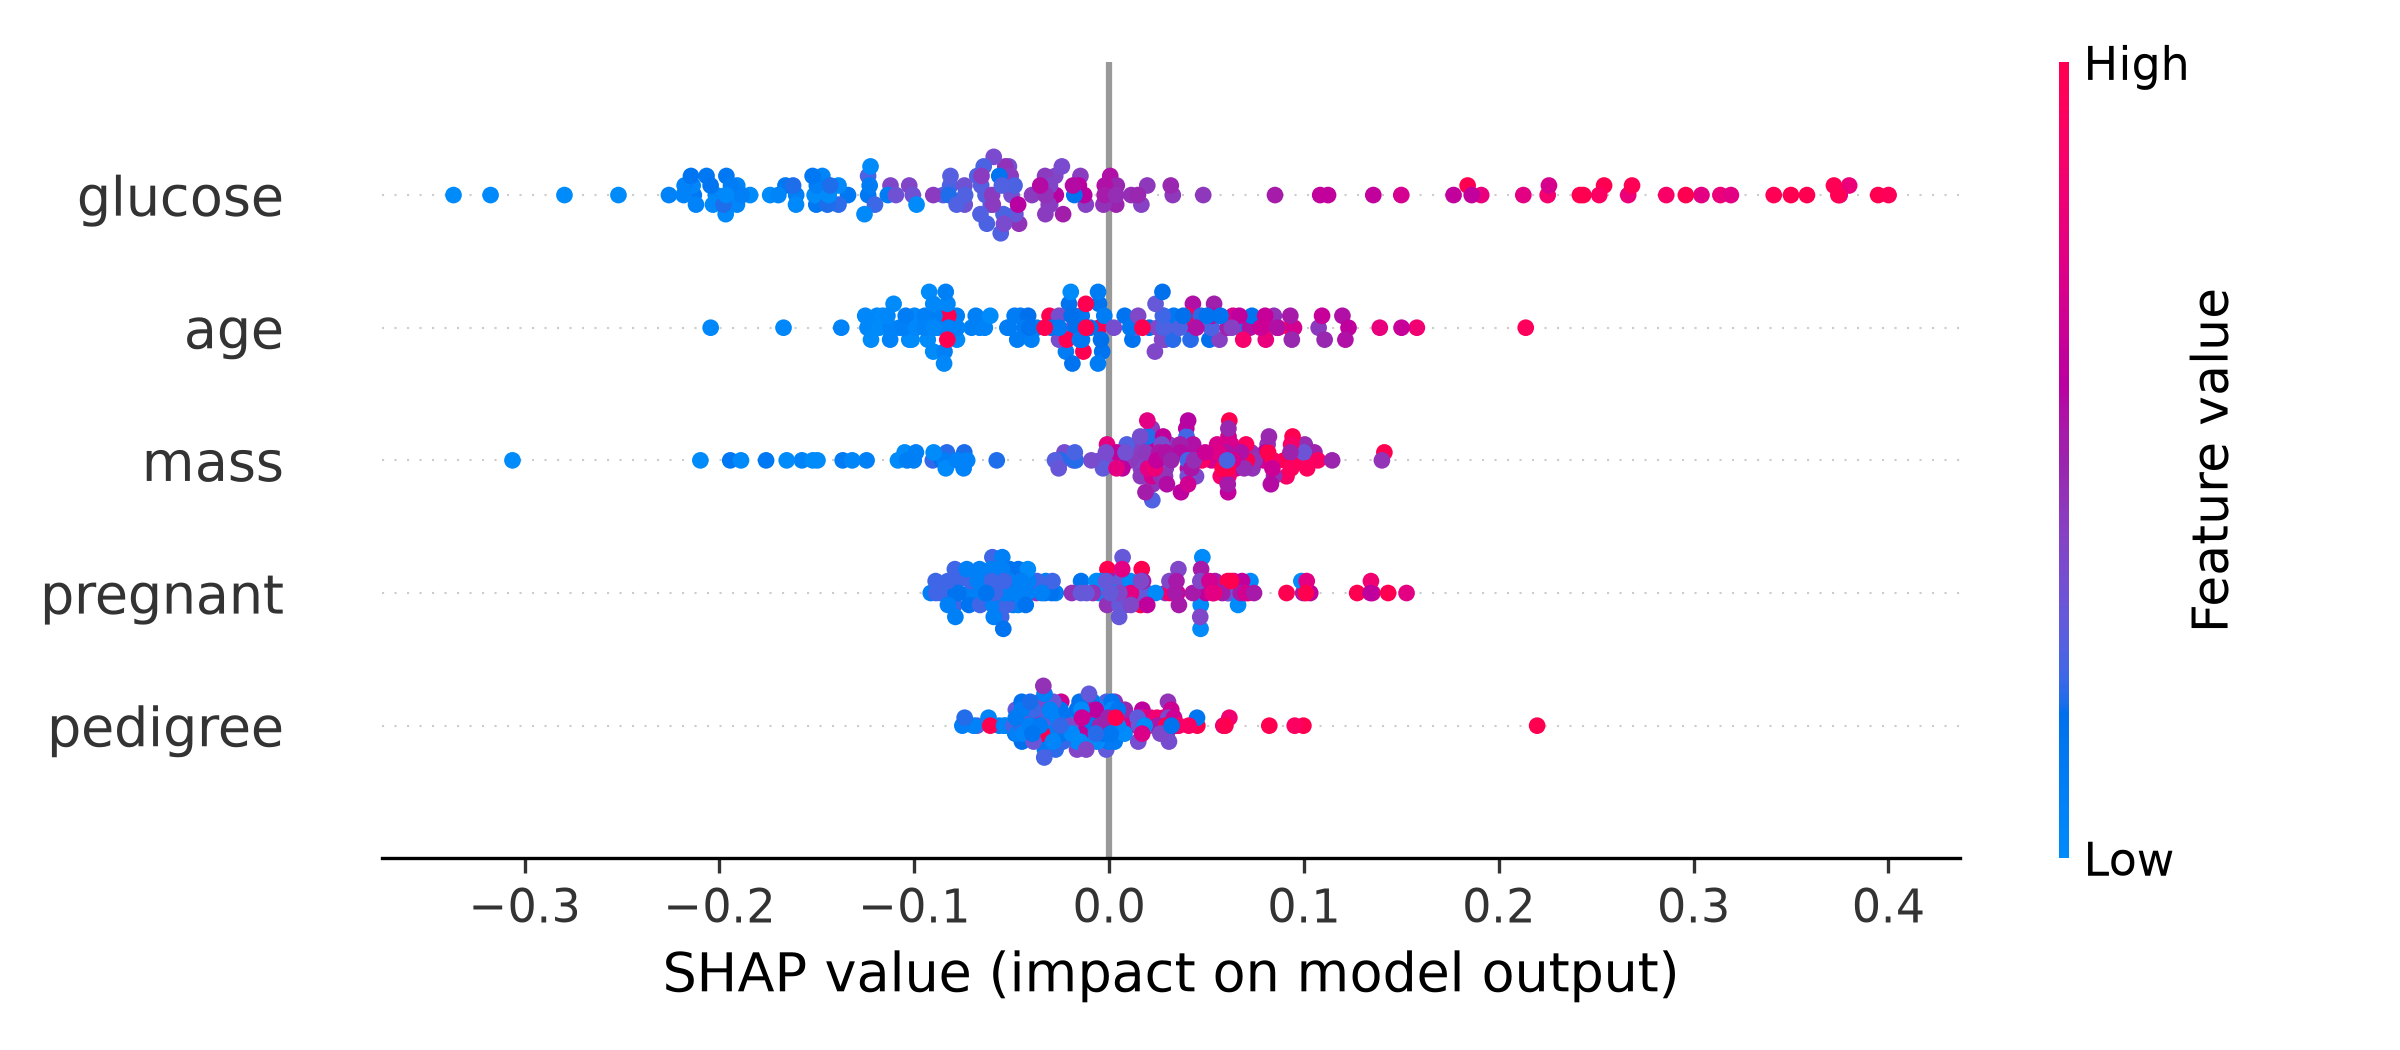 High
glucose
age
mass
pregnant
pedigree
Feature value
Low
−0.3 −0.2 −0.1 0.0 0.1 0.2 0.3 0.4
SHAP value (impact on model output)